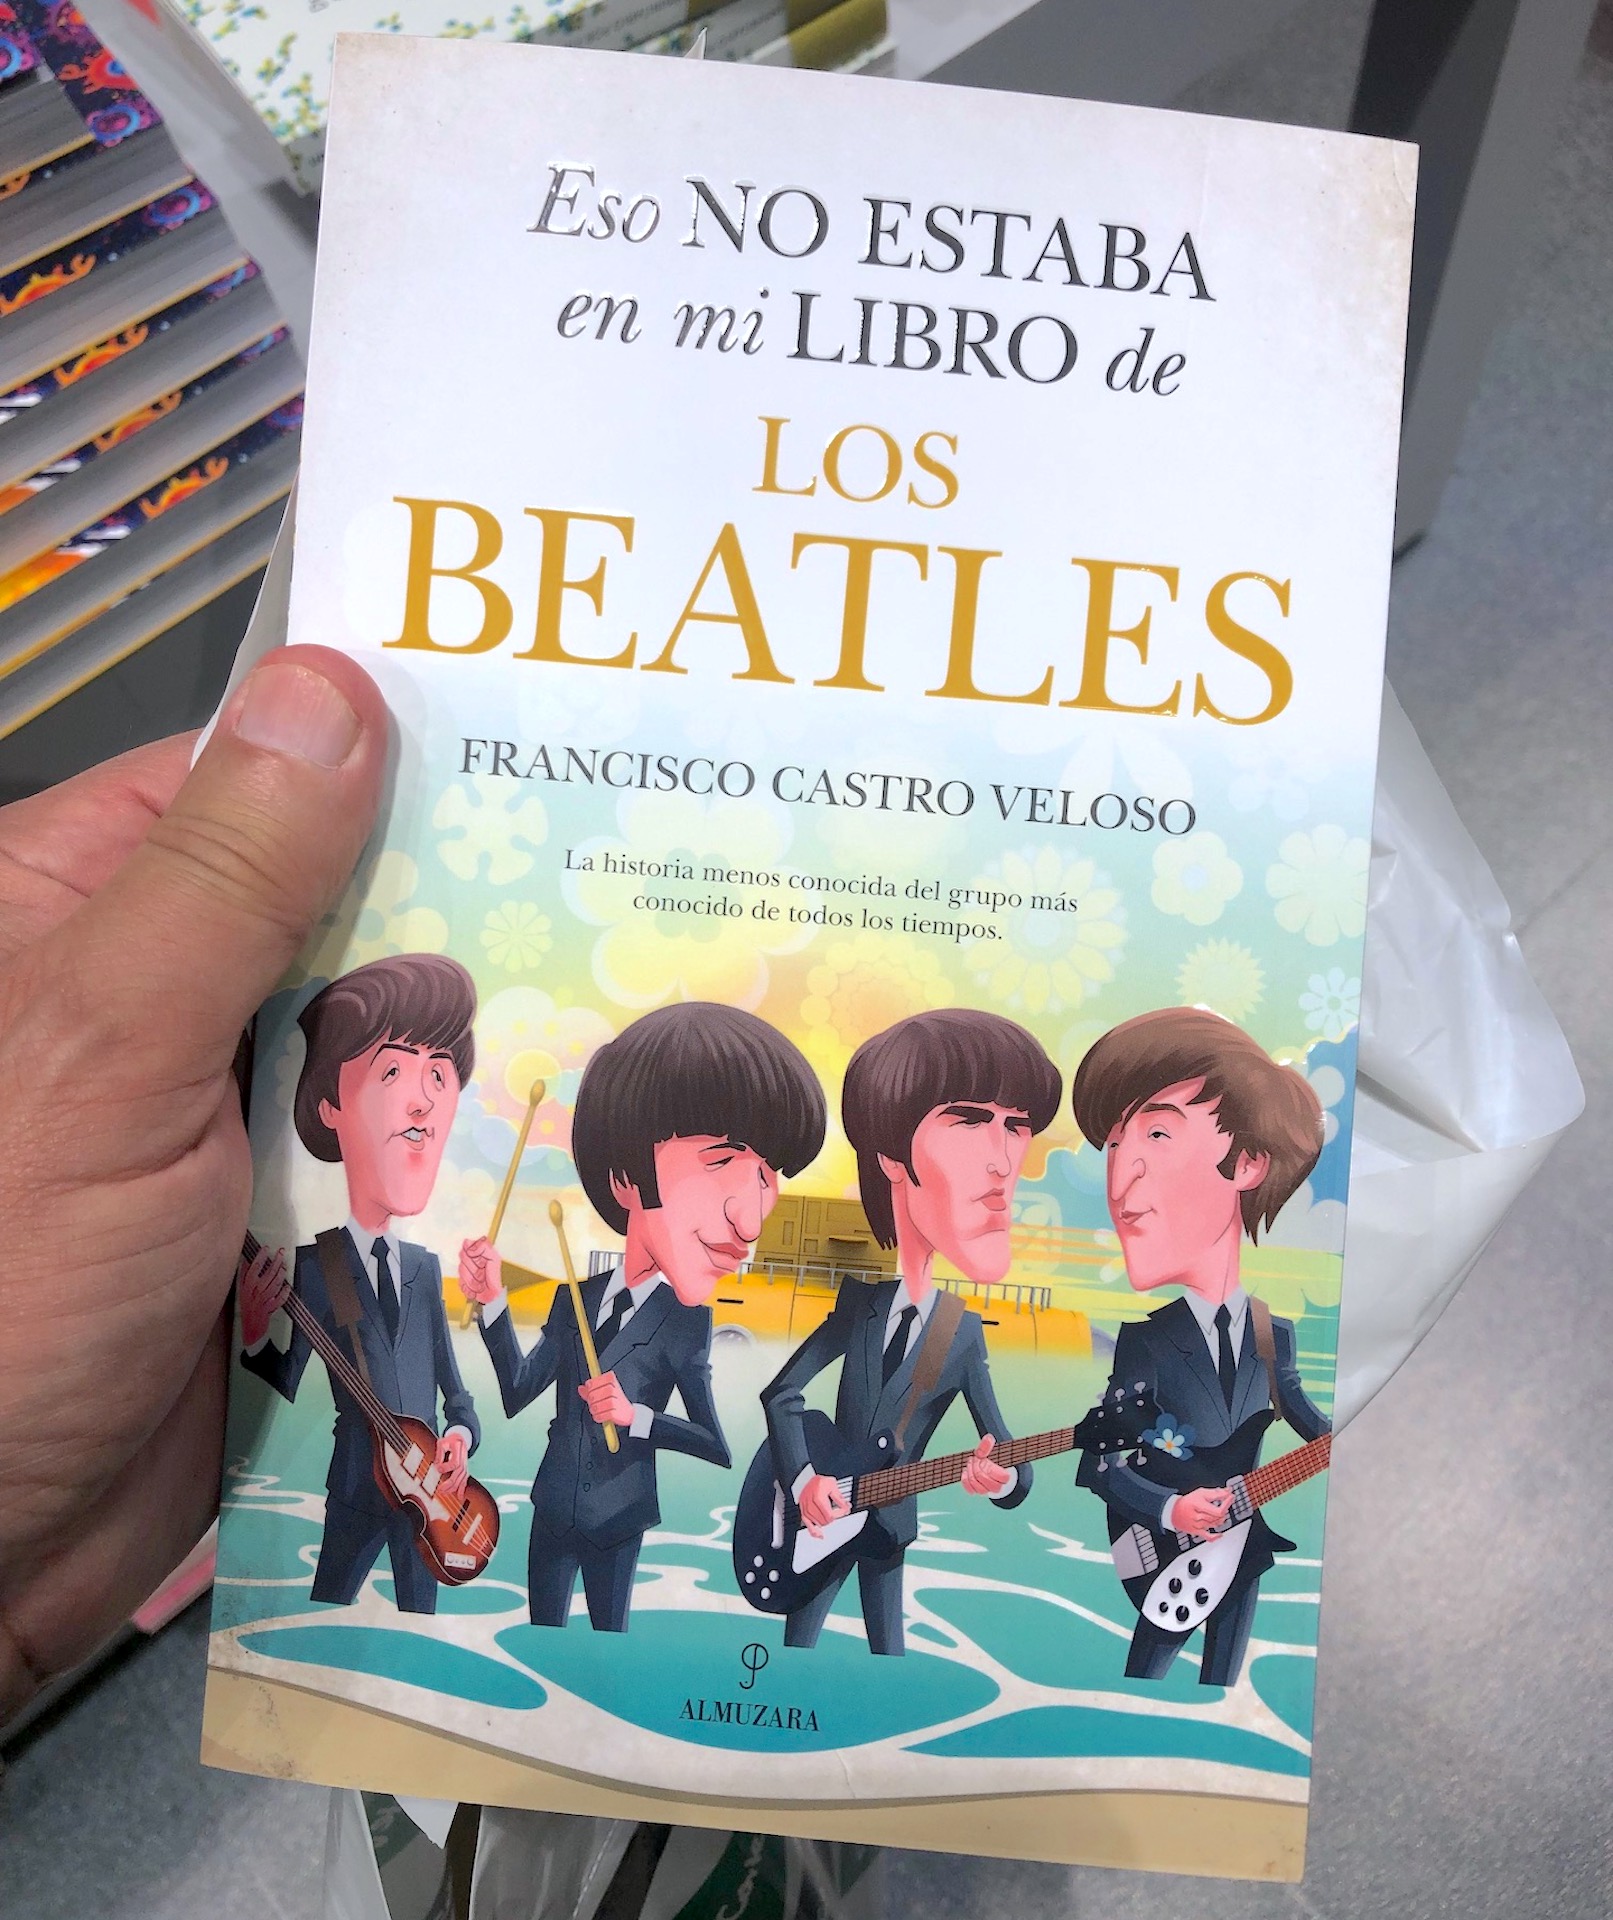 Eso NO ESTABA
en mi LIBRO de
LOS
BEATLES
FRANCISCO CASTRO VELOSO
La historia menos conocida del grupo más
conocido de todos los tiempos.
ALMUZARA